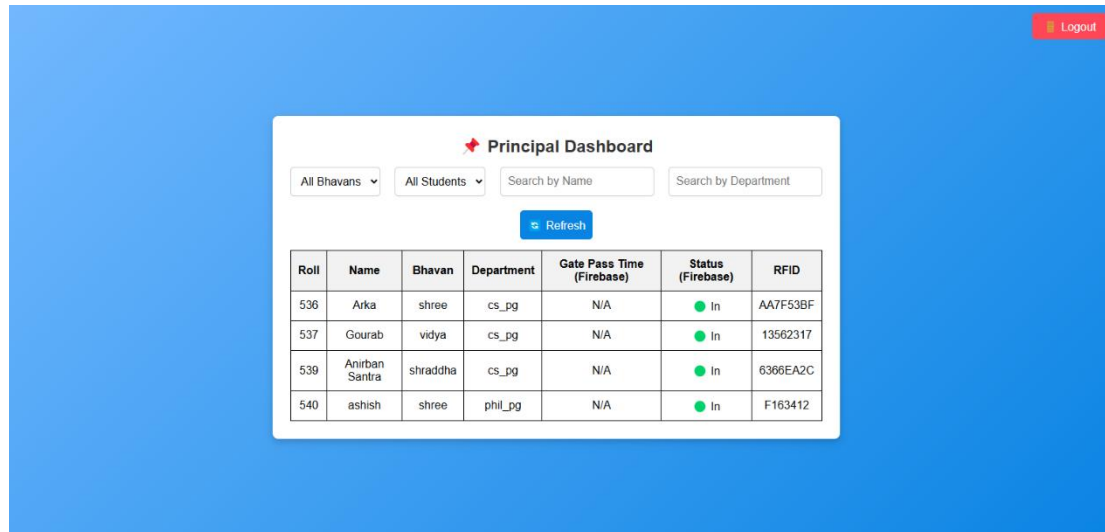 Logout
Principal Dashboard
All Bhavans All Students Search by Name Search by Department
Refresh
Roll Name Bhavan Department Gate Pass Time (Firebase) Status (Firebase) RFID
536 Arka shree cs_pg N/A In AA7F53BF
537 Gourab vidya cs_pg N/A In 13562317
539 Anirban Santra shraddha cs_pg N/A In 6366EA2C
540 ashish shree phil_pg N/A In F163412